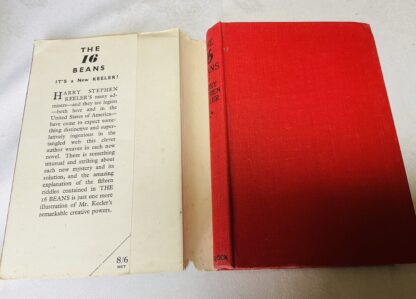 THE
16
BEANS
IT'S A NEW KEELER!
HARRY STEPHEN
KEELER'S many ad-
mirers—and they are legion
—both here and in the
United States of America—
have come to expect some-
thing distinctive and super-
latively ingenious in the
tangled web this clever
author weaver in each new
novel. There is something
unusual and striking about
each new mystery and its
solution, and the amazing
explanation of the fifteen
riddles contained in THE
16 BEANS is just one more
illustration of Mr. Keeler's
remarkable creative powers.
8/6
NET
BEANS